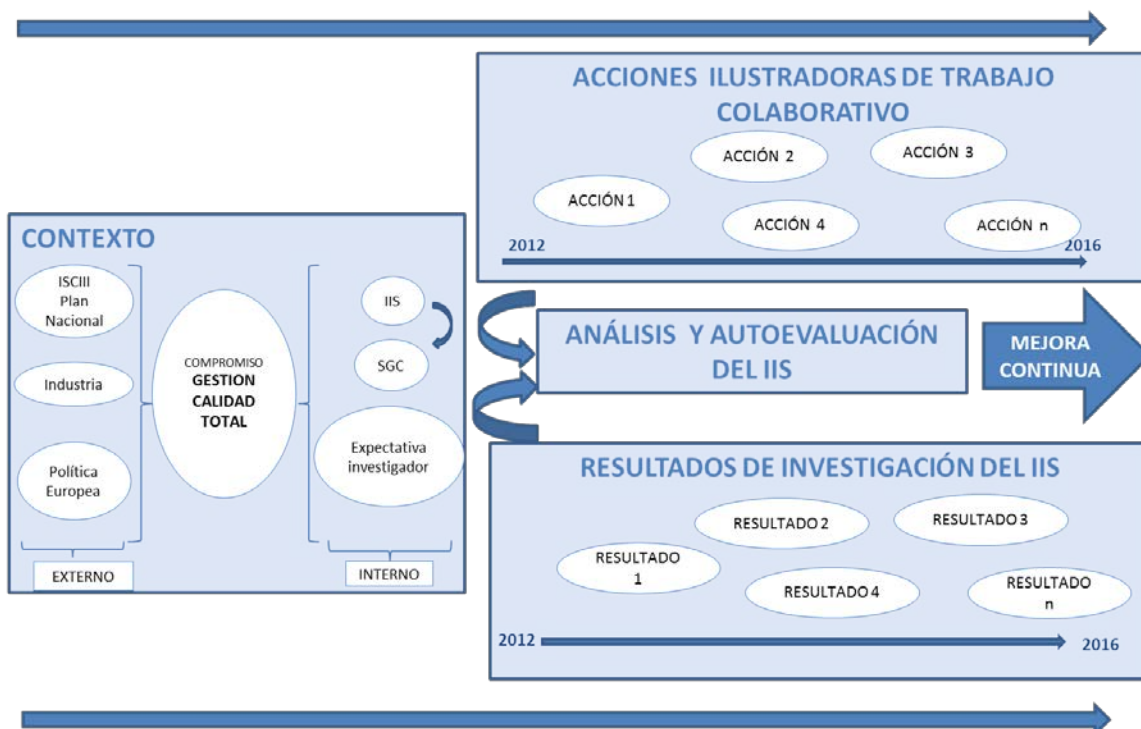 ACCIONES ILUSTRADORAS DE TRABAJO
COLABORATIVO
ACCIÓN 1
ACCIÓN 2
ACCIÓN 3
ACCIÓN 4
ACCIÓN n
2012
2016
CONTEXTO
ISCIII
Plan
Nacional
Industria
Política
Europea
EXTERNO
COMPROMISO
GESTION
CALIDAD
TOTAL
IIS
SGC
Expectativa
investigador
INTERNO
ANÁLISIS Y AUTOEVALUACIÓN
DEL IIS
MEJORA
CONTINUA
RESULTADOS DE INVESTIGACIÓN DEL IIS
RESULTADO
1
RESULTADO 2
RESULTADO 3
RESULTADO 4
RESULTADO
n
2012
2016